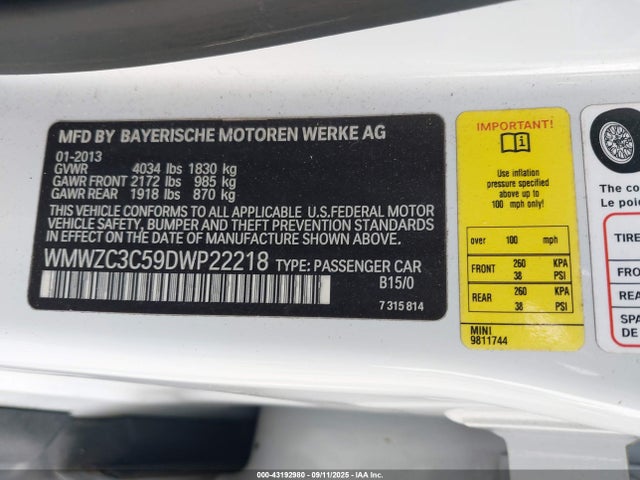 MFD BY BAYERISCHE MOTOREN WERKE AG
01-2013
GVWR 4034 lbs 1830 kg
GAWR FRONT 2172 lbs 985 kg
GAWR REAR 1918 lbs 870 kg
THIS VEHICLE CONFORMS TO ALL APPLICABLE U.S.FEDERAL MOTOR
VEHICLE SAFETY, BUMPER AND THEFT PREVENTION STANDARDS
IN EFFECT ON THE DATE OF MANUFACTURE SHOWN ABOVE.
WMWZC3C59DWP22218 TYPE: PASSENGER CAR
B15/0
7 315 814
IMPORTANT!
Use inflation
pressure specified
above up to
100 mph only!
over 100 mph
FRONT 260 KPA
38 PSI
REAR 260 KPA
38 PSI
MINI
9811744
The co
Le poi
TIRE
FRO
REA
SPA
DE
000-43192980 - 09/11/2025 - IAA Inc.